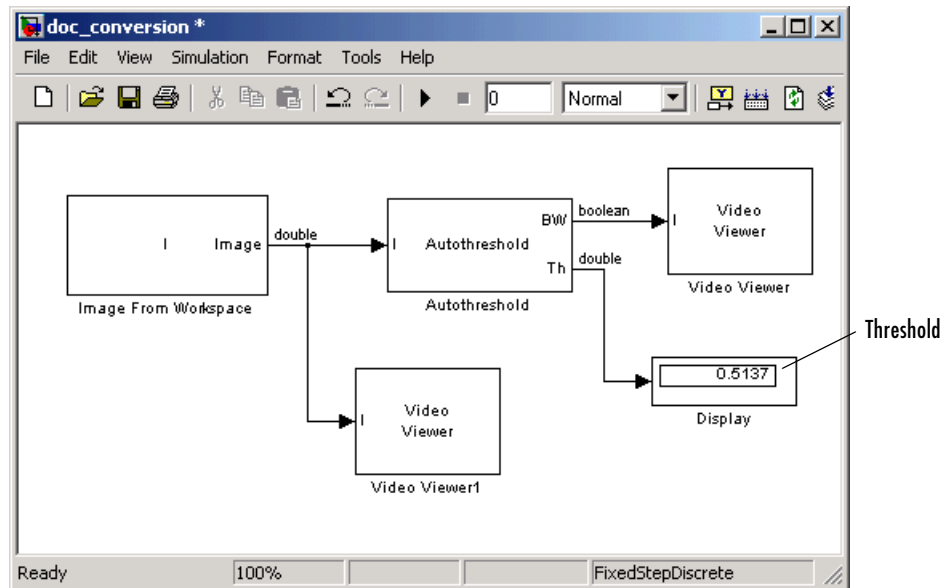 doc_conversion *
File Edit View Simulation Format Tools Help
0 Normal
I Image
double
Image From Workspace
I Autothreshold BW Th
Autothreshold
boolean
double
I Video Viewer
Video Viewer
0.5137
Display
Threshold
I Video Viewer
Video Viewer1
Ready 100% FixedStepDiscrete